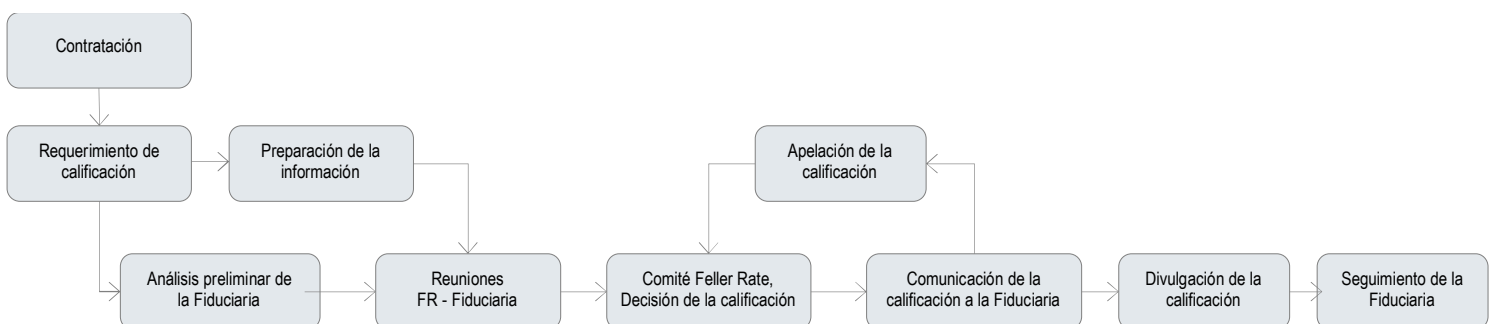 Contratación
Requerimiento de
calificación
Preparación de la
información
Apelación de la
calificación
Análisis preliminar de
la Fiduciaria
Reuniones
FR - Fiduciaria
Comité Feller Rate,
Decisión de la calificación
Comunicación de la
calificación a la Fiduciaria
Divulgación de la
calificación
Seguimiento de la
Fiduciaria